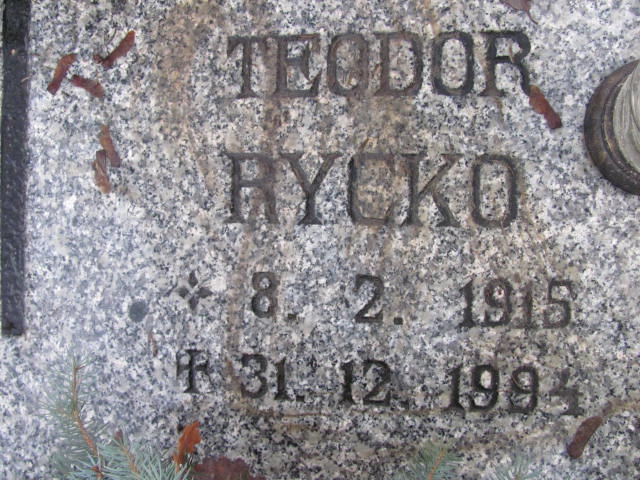 TEODOR
RYCKO
8. 2. 1915
✝ 31. 12. 1994